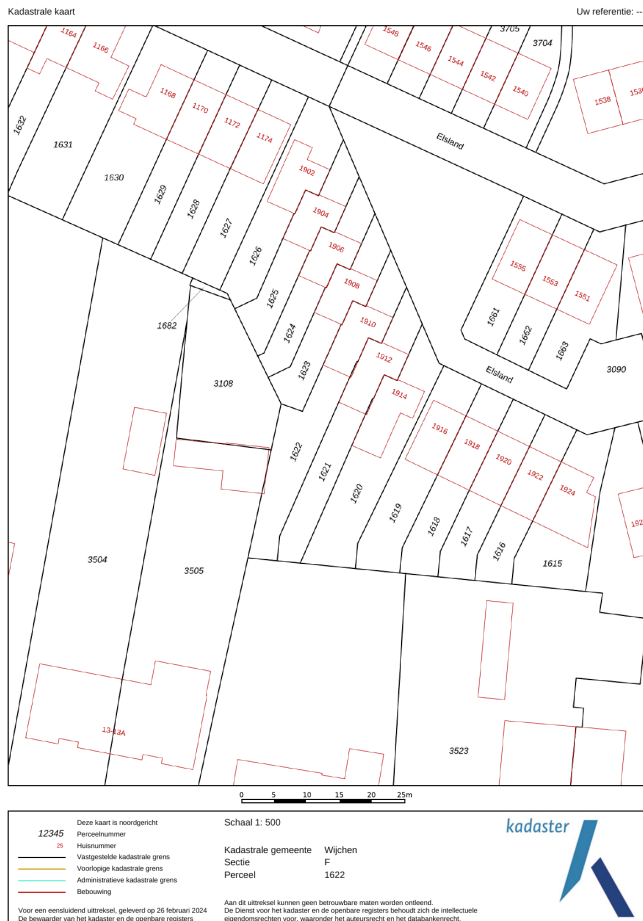 Kadastrale kaart
Uw referentie: --
1164
1166
1548
1546
1544
1542
1540
3705
3704
1538
1632
1631
1630
1168
1170
1172
1174
Elsland
1629
1628
1627
1626
1902
1904
1906
1908
1910
1912
1914
1625
1624
1623
1682
3108
1555
1553
1551
1661
1662
1663
3090
Elsland
1622
1621
1620
1619
1618
1617
1616
1615
1916
1918
1920
1922
1924
3504
3505
13-13A
3523
0 5 10 15 20 25m
Deze kaart is noordgericht
12345 Perceelnummer
25 Huisnummer
Vastgestelde kadastrale grens
Voorlopige kadastrale grens
Administratieve kadastrale grens
Bebouwing
Voor een eensluidend uittreksel, geleverd op 26 februari 2024
De bewaarder van het kadaster en de openbare registers
Schaal 1: 500
Kadastrale gemeente Wijchen
Sectie F
Perceel 1622
Aan dit uittreksel kunnen geen betrouwbare maten worden ontleend.
De Dienst voor het kadaster en de openbare registers behoudt zich de intellectuele
eigendomsrechten voor, waaronder het auteursrecht en het databankenrecht.
kadaster